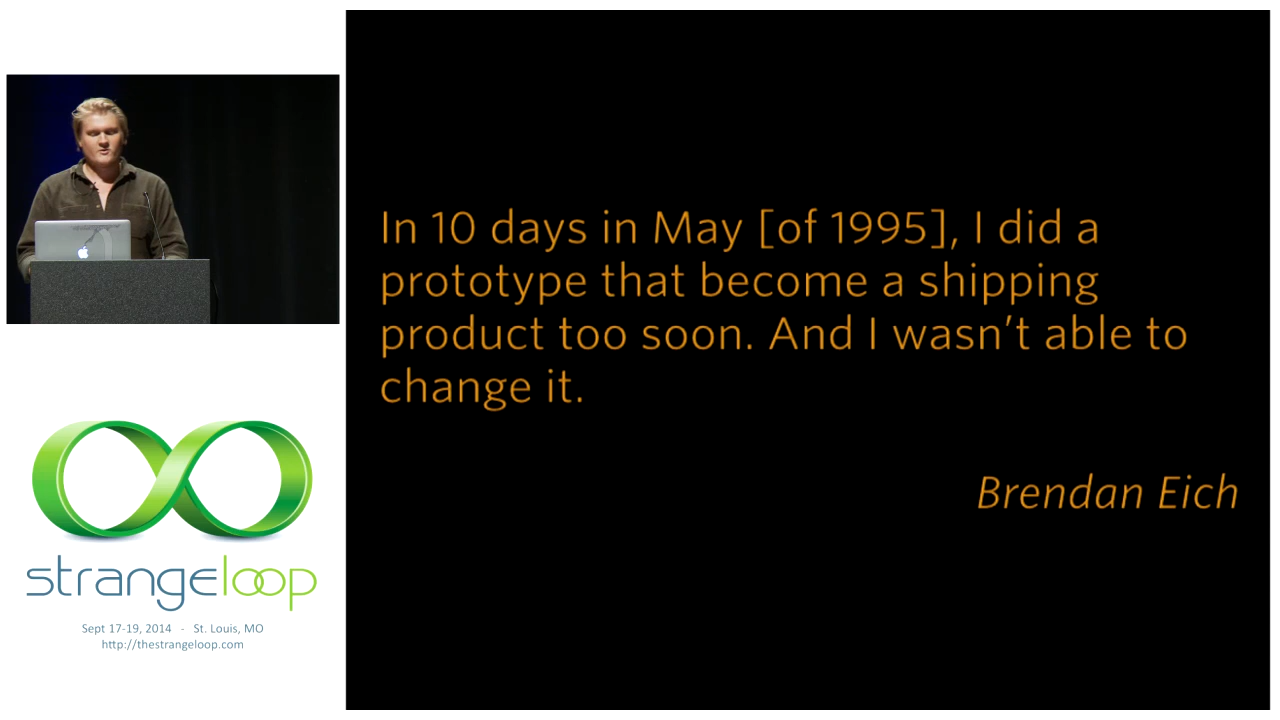 In 10 days in May [of 1995], I did a
prototype that become a shipping
product too soon. And I wasn't able to
change it.
Brendan Eich
strangeloop
Sept 17-19, 2014 - St. Louis, MO
http://thestrangeloop.com